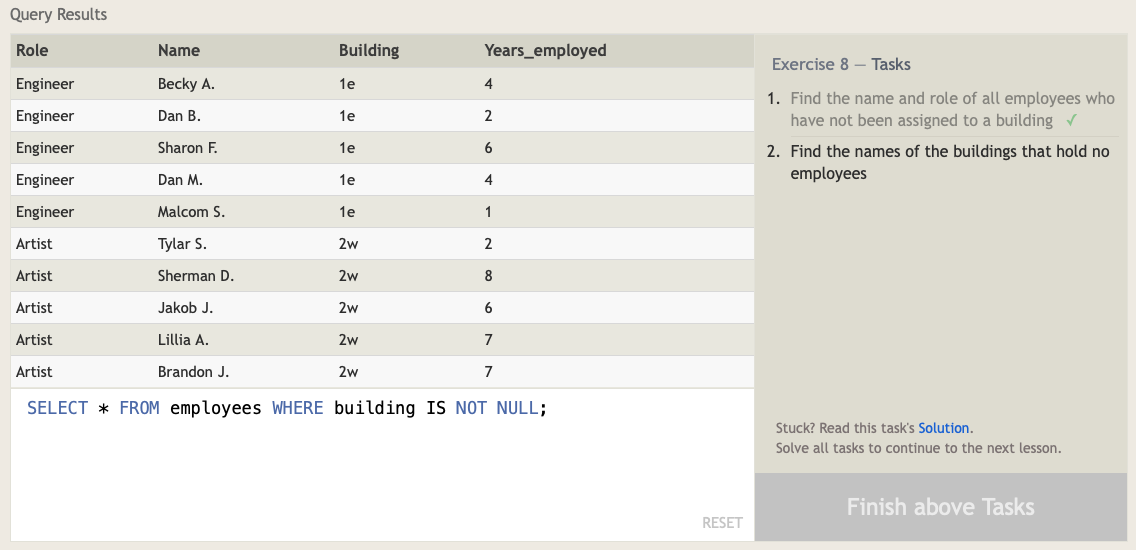 Query Results
Role Name Building Years_employed
Engineer Becky A. 1e 4
Engineer Dan B. 1e 2
Engineer Sharon F. 1e 6
Engineer Dan M. 1e 4
Engineer Malcom S. 1e 1
Artist Tylar S. 2w 2
Artist Sherman D. 2w 8
Artist Jakob J. 2w 6
Artist Lillia A. 2w 7
Artist Brandon J. 2w 7
SELECT * FROM employees WHERE building IS NOT NULL;
RESET
Exercise 8 — Tasks
1. Find the name and role of all employees who
have not been assigned to a building ✓
2. Find the names of the buildings that hold no
employees
Stuck? Read this task's Solution.
Solve all tasks to continue to the next lesson.
Finish above Tasks